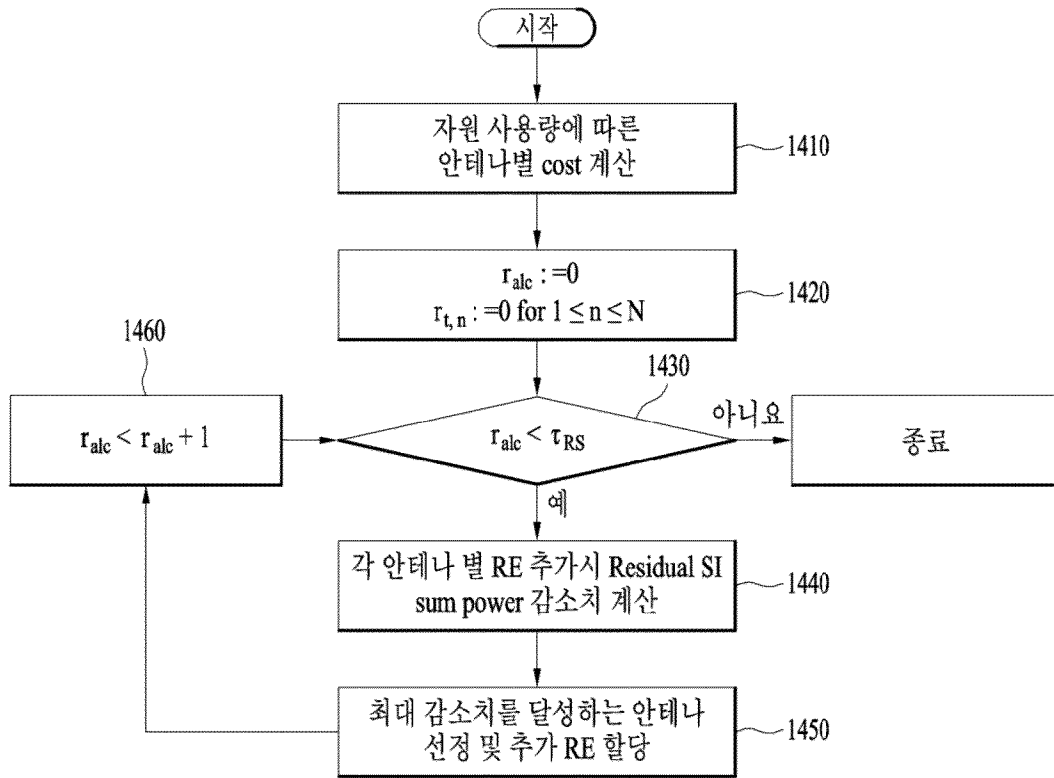 시작
자원 사용량에 따른
안테나별 cost 계산
1410
r_alc : =0
r_t, n : =0 for 1 ≤ n ≤ N
1420
1460
1430
r_alc < r_alc + 1
r_alc < τ_RS
아니요
종료
예
각 안테나 별 RE 추가시 Residual SI
sum power 감소치 계산
1440
최대 감소치를 달성하는 안테나
선정 및 추가 RE 할당
1450